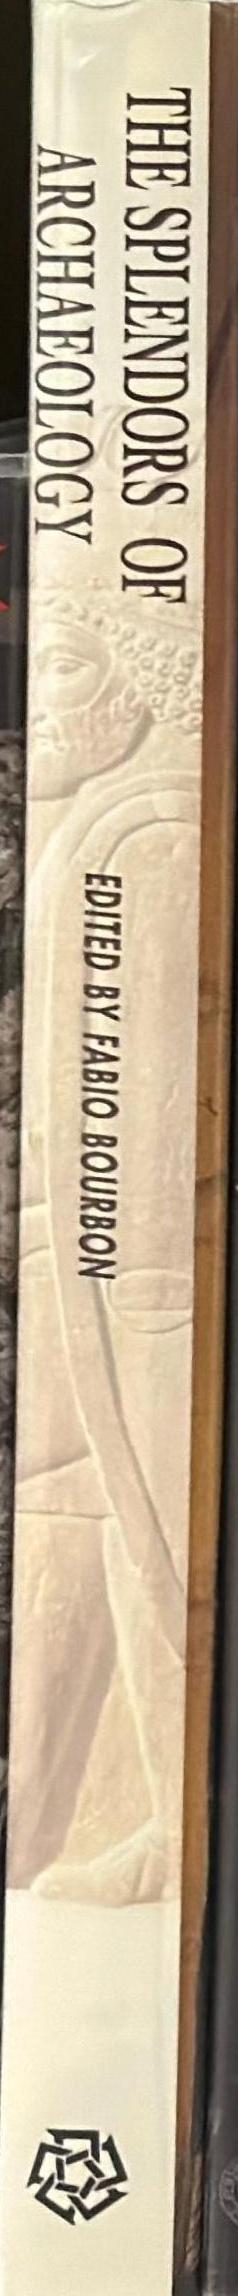 THE SPLENDORS OF
ARCHAEOLOGY
EDITED BY FABIO BOURBON